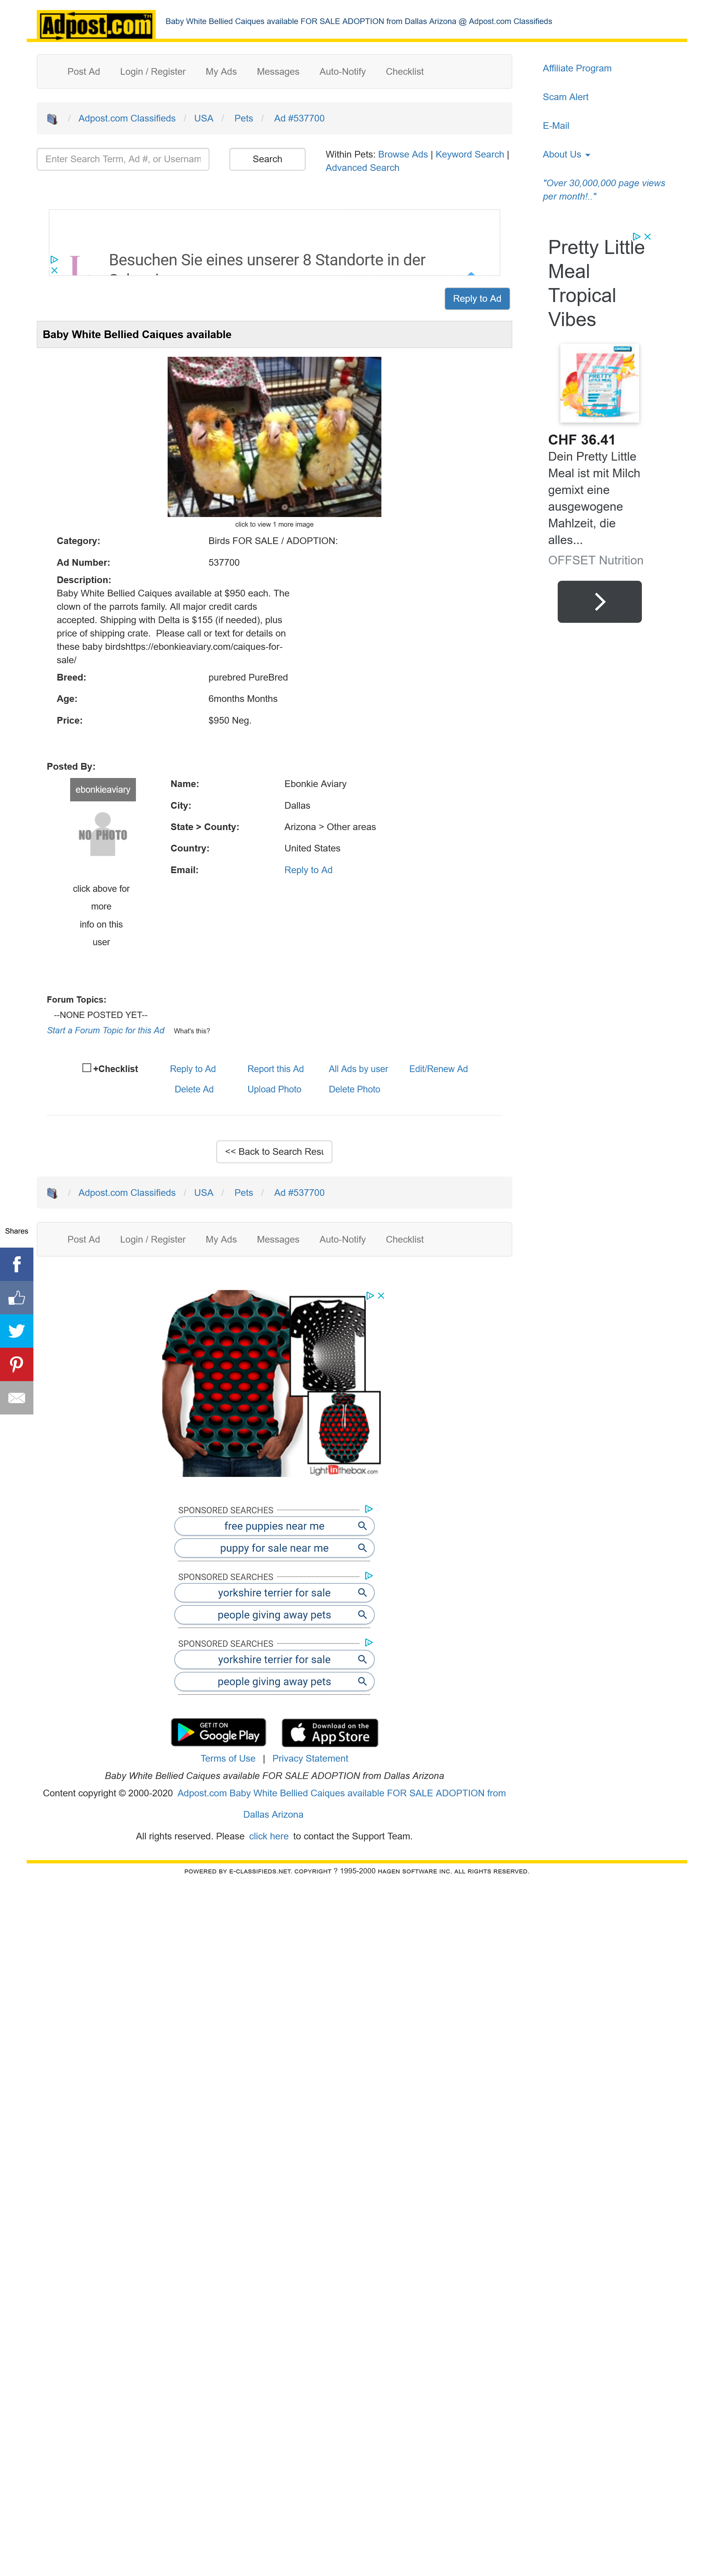 Adpost.com™
Baby White Bellied Caiques available FOR SALE ADOPTION from Dallas Arizona @ Adpost.com Classifieds
Post Ad Login / Register My Ads Messages Auto-Notify Checklist
Affiliate Program
Scam Alert
E-Mail
About Us
"Over 30,000,000 page views
per month!.."
/ Adpost.com Classifieds / USA / Pets / Ad #537700
Enter Search Term, Ad #, or Usernam
Search
Within Pets: Browse Ads | Keyword Search |
Advanced Search
Besuchen Sie eines unserer 8 Standorte in der
Reply to Ad
Pretty Little
Meal
Tropical
Vibes
PRETTY
LITTLE MEAL
CHF 36.41
Dein Pretty Little
Meal ist mit Milch
gemixt eine
ausgewogene
Mahlzeit, die
alles...
OFFSET Nutrition
Baby White Bellied Caiques available
click to view 1 more image
Category: Birds FOR SALE / ADOPTION:
Ad Number: 537700
Description:
Baby White Bellied Caiques available at $950 each. The
clown of the parrots family. All major credit cards
accepted. Shipping with Delta is $155 (if needed), plus
price of shipping crate.  Please call or text for details on
these baby birdshttps://ebonkieaviary.com/caiques-for-
sale/
Breed: purebred PureBred
Age: 6months Months
Price: $950 Neg.
Posted By:
ebonkieaviary
NO PHOTO
click above for
more
info on this
user
Name: Ebonkie Aviary
City: Dallas
State > County: Arizona > Other areas
Country: United States
Email: Reply to Ad
Forum Topics:
--NONE POSTED YET--
Start a Forum Topic for this Ad What's this?
+Checklist Reply to Ad Report this Ad All Ads by user Edit/Renew Ad
Delete Ad Upload Photo Delete Photo
<< Back to Search Resu
/ Adpost.com Classifieds / USA / Pets / Ad #537700
Shares
Post Ad Login / Register My Ads Messages Auto-Notify Checklist
Lightinthebox.com
SPONSORED SEARCHES
free puppies near me
puppy for sale near me
SPONSORED SEARCHES
yorkshire terrier for sale
people giving away pets
SPONSORED SEARCHES
yorkshire terrier for sale
people giving away pets
GET IT ON
Google Play
Download on the
App Store
Terms of Use | Privacy Statement
Baby White Bellied Caiques available FOR SALE ADOPTION from Dallas Arizona
Content copyright © 2000-2020 Adpost.com Baby White Bellied Caiques available FOR SALE ADOPTION from
Dallas Arizona
All rights reserved. Please click here to contact the Support Team.
POWERED BY E-CLASSIFIEDS.NET. COPYRIGHT ? 1995-2000 HAGEN SOFTWARE INC. ALL RIGHTS RESERVED.